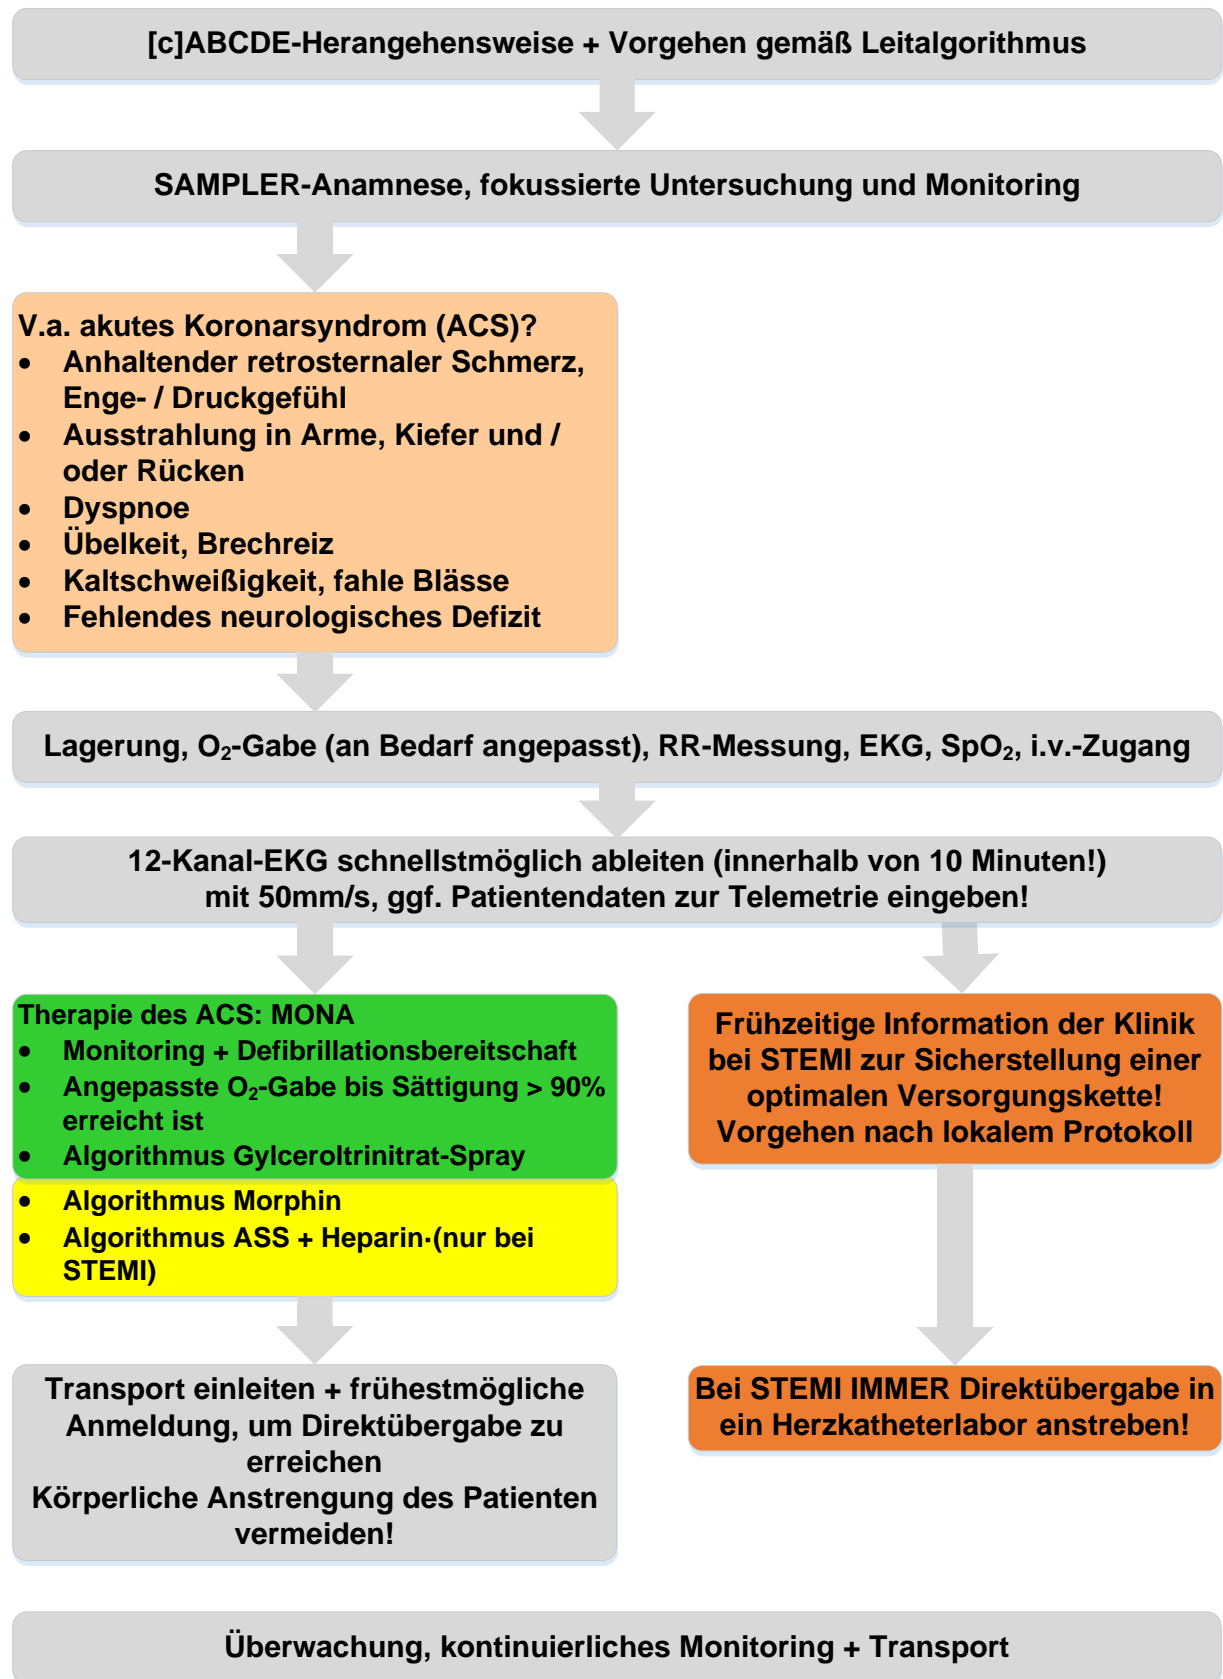 [c]ABCDE-Herangehensweise + Vorgehen gemäß Leitalgorithmus
SAMPLER-Anamnese, fokussierte Untersuchung und Monitoring
V.a. akutes Koronarsyndrom (ACS)?
• Anhaltender retrosternaler Schmerz,
Enge- / Druckgefühl
• Ausstrahlung in Arme, Kiefer und /
oder Rücken
• Dyspnoe
• Übelkeit, Brechreiz
• Kaltschweißigkeit, fahle Blässe
• Fehlendes neurologisches Defizit
Lagerung, O₂-Gabe (an Bedarf angepasst), RR-Messung, EKG, SpO₂, i.v.-Zugang
12-Kanal-EKG schnellstmöglich ableiten (innerhalb von 10 Minuten!)
mit 50mm/s, ggf. Patientendaten zur Telemetrie eingeben!
Therapie des ACS: MONA
• Monitoring + Defibrillationsbereitschaft
• Angepasste O₂-Gabe bis Sättigung > 90%
erreicht ist
• Algorithmus Gylceroltrinitrat-Spray
• Algorithmus Morphin
• Algorithmus ASS + Heparin·(nur bei
STEMI)
Frühzeitige Information der Klinik
bei STEMI zur Sicherstellung einer
optimalen Versorgungskette!
Vorgehen nach lokalem Protokoll
Transport einleiten + frühestmögliche
Anmeldung, um Direktübergabe zu
erreichen
Körperliche Anstrengung des Patienten
vermeiden!
Bei STEMI IMMER Direktübergabe in
ein Herzkatheterlabor anstreben!
Überwachung, kontinuierliches Monitoring + Transport